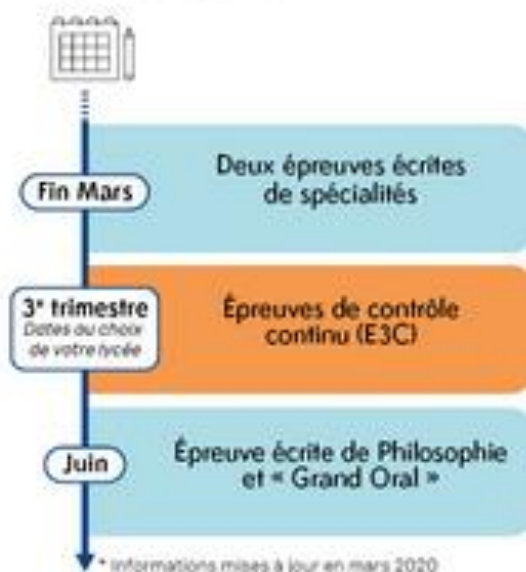 Fin Mars
Deux épreuves écrites
de spécialités
3e trimestre
Dates au choix
de votre lycée
Épreuves de contrôle
continu (E3C)
Juin
Épreuve écrite de Philosophie
et « Grand Oral »
* Informations mises à jour en mars 2020